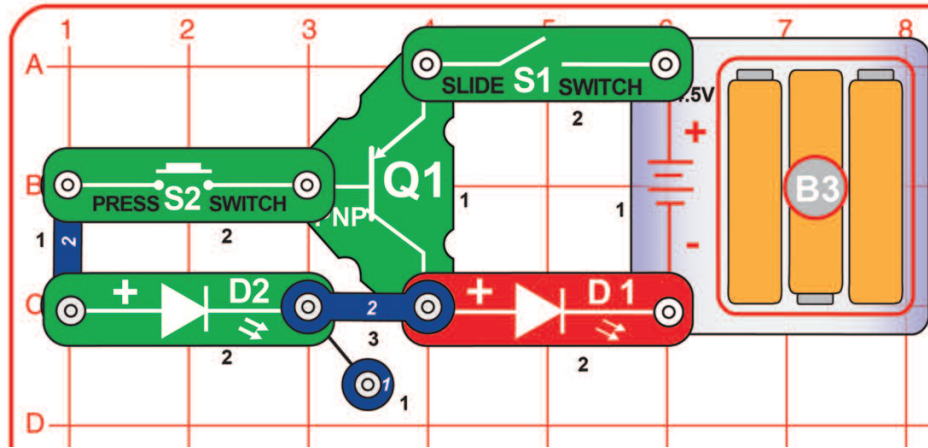 1 2 3 4 5 6 7 8
A
SLIDE S1 SWITCH
2
4.5V
+
B
PRESS S2 SWITCH
2
PNP
Q1
1
1
B3
-
1
2
C
+ D2
2
2
3
+ D1
2
1
1
D